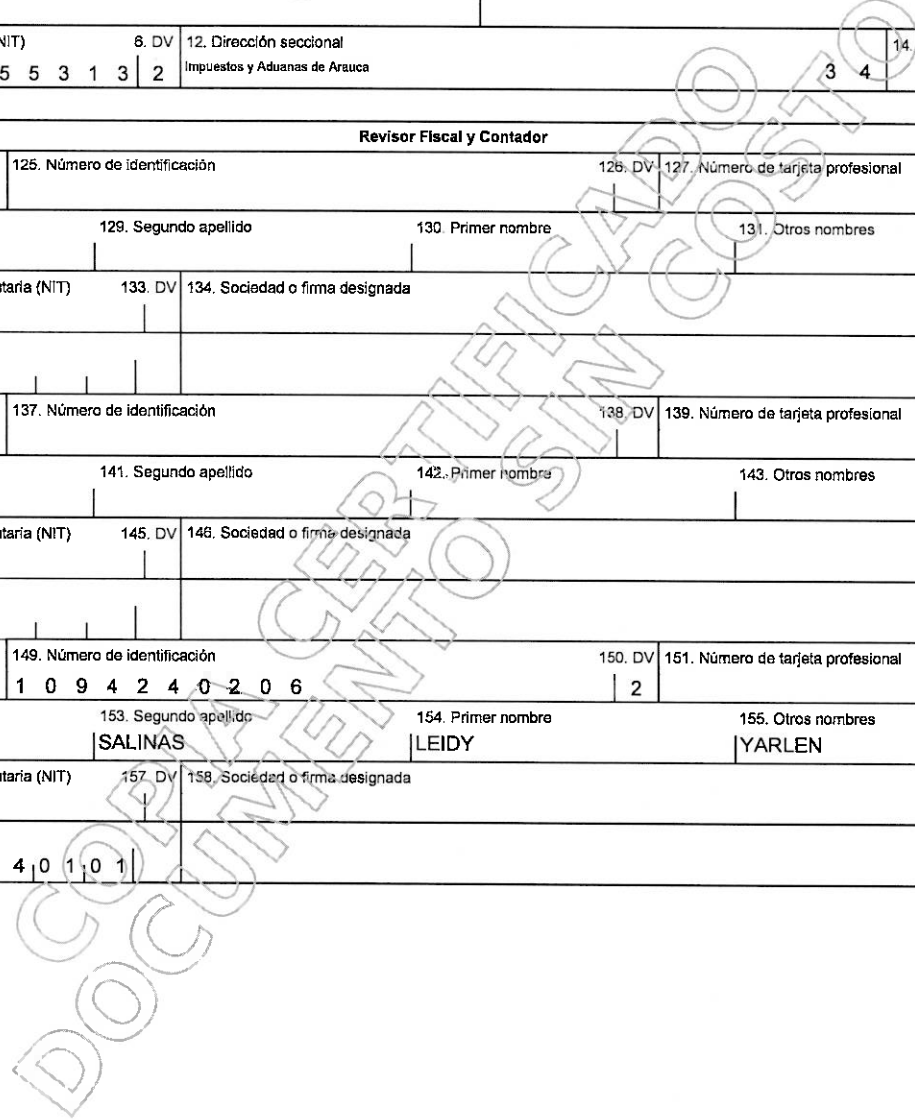 NIT) 6. DV 12. Dirección seccional 14.
5 5 3 1 3 2 Impuestos y Aduanas de Arauca 3 4
Revisor Fiscal y Contador
125. Número de identificación 126. DV 127. Número de tarjeta profesional
129. Segundo apellido 130. Primer nombre 131. Otros nombres
taria (NIT) 133. DV 134. Sociedad o firma designada
137. Número de identificación 138. DV 139. Número de tarjeta profesional
141. Segundo apellido 142. Primer nombre 143. Otros nombres
taria (NIT) 145. DV 146. Sociedad o firma designada
149. Número de identificación 150. DV 151. Número de tarjeta profesional
1 0 9 4 2 4 0 2 0 6 2
153. Segundo apellido 154. Primer nombre 155. Otros nombres
SALINAS LEIDY YARLEN
taria (NIT) 157. DV 158. Sociedad o firma designada
4 0 1 0 1
COPIA CERTIFICADO
DOCUMENTO SIN COSTO